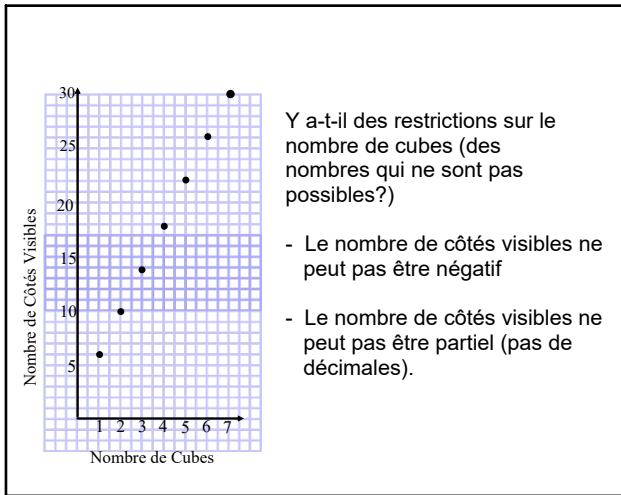 30
25
20
15
10
5
Nombre de Côtés Visibles
1 2 3 4 5 6 7
Nombre de Cubes
Y a-t-il des restrictions sur le
nombre de cubes (des
nombres qui ne sont pas
possibles?)
- Le nombre de côtés visibles ne
peut pas être négatif
- Le nombre de côtés visibles ne
peut pas être partiel (pas de
décimales).